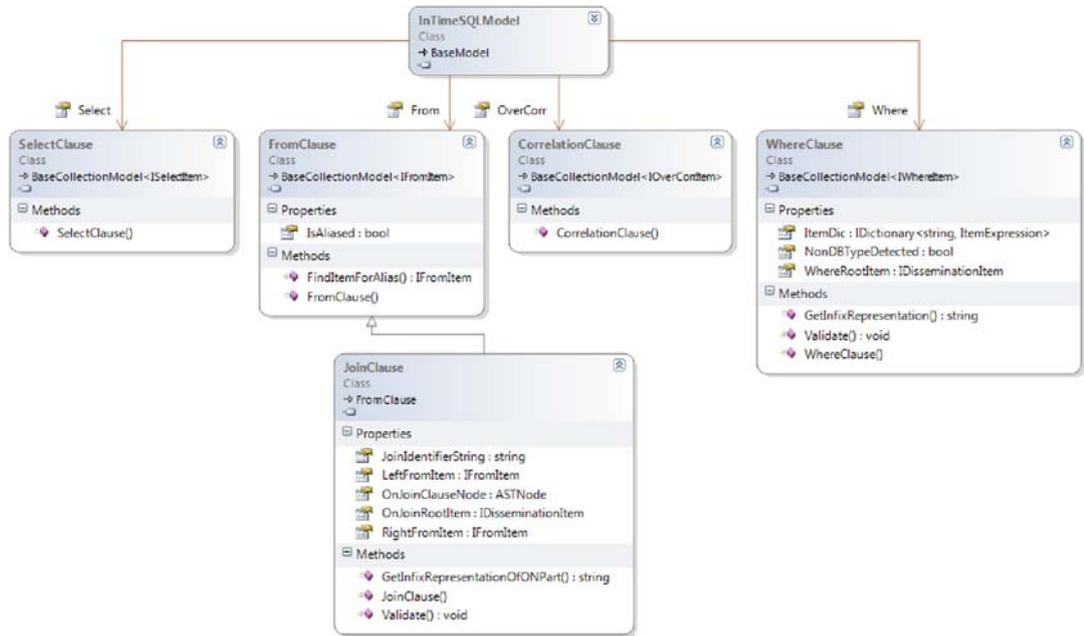 InTimeSQLModel
Class
→ BaseModel
Select
From
OverCorr
Where
SelectClause
Class
→ BaseCollectionModel<ISelectItem>
Methods
SelectClause()
FromClause
Class
→ BaseCollectionModel<IFromItem>
Properties
IsAliased : bool
Methods
FindItemForAlias() : IFromItem
FromClause()
CorrelationClause
Class
→ BaseCollectionModel<IOverCorrItem>
Methods
CorrelationClause()
WhereClause
Class
→ BaseCollectionModel<IWhereItem>
Properties
ItemDic : IDictionary<string, ItemExpression>
NonDBTypeDetected : bool
WhereRootItem : IDisseminationItem
Methods
GetInfixRepresentation() : string
Validate() : void
WhereClause()
JoinClause
Class
→ FromClause
Properties
JoinIdentifierString : string
LeftFromItem : IFromItem
OnJoinClauseNode : ASTNode
OnJoinRootItem : IDisseminationItem
RightFromItem : IFromItem
Methods
GetInfixRepresentationOfONPart() : string
JoinClause()
Validate() : void